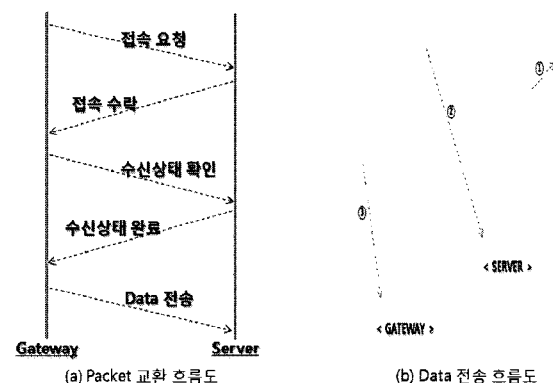 접속 요청
접속 수락
수신상태 확인
수신상태 완료
Data 전송
Gateway Server
(a) Packet 교환 흐름도
①
②
③
< SERVER >
< GATEWAY >
(b) Data 전송 흐름도